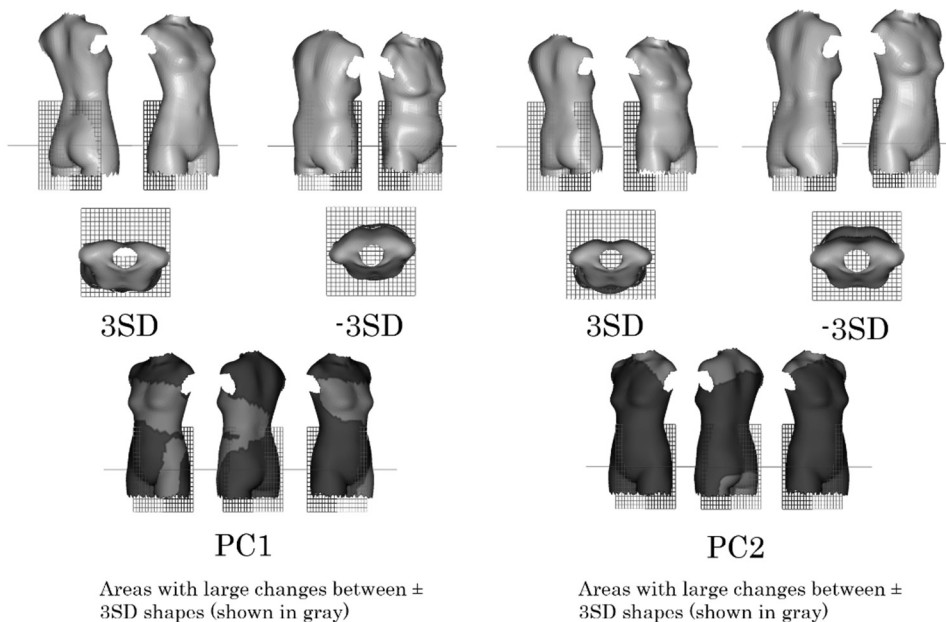 3SD
-3SD
3SD
-3SD
PC1
PC2
Areas with large changes between ±
3SD shapes (shown in gray)
Areas with large changes between ±
3SD shapes (shown in gray)